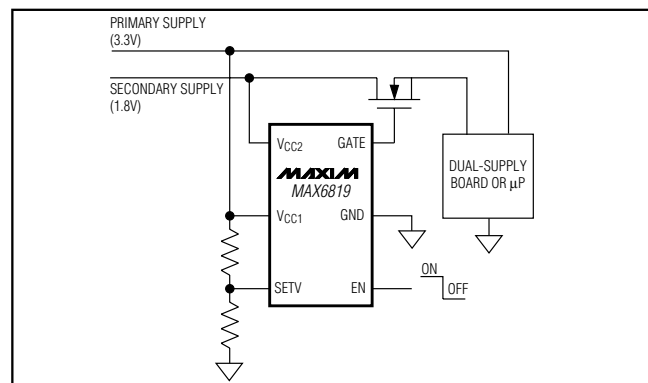 PRIMARY SUPPLY
(3.3V)
SECONDARY SUPPLY
(1.8V)
VCC2 GATE
MAXIM
MAX6819
VCC1 GND
SETV EN
DUAL-SUPPLY
BOARD OR μP
ON
OFF